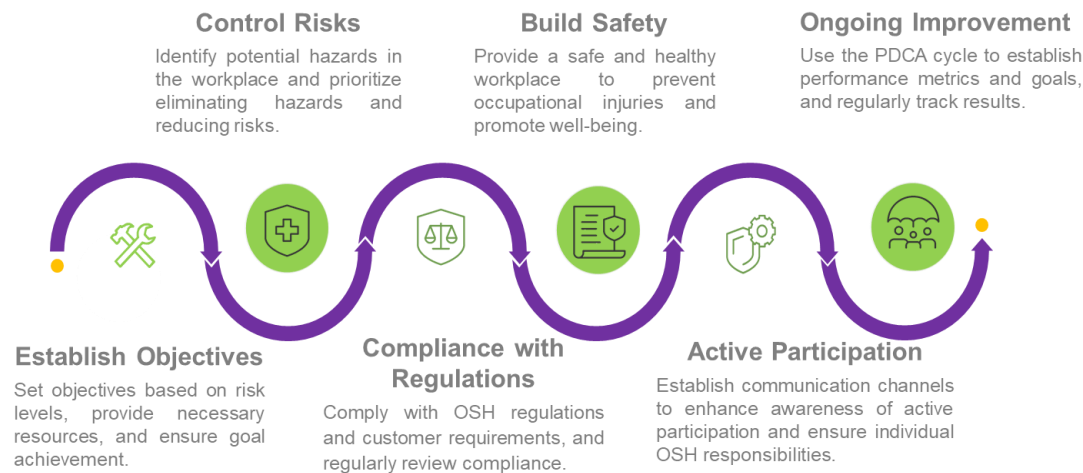 Control Risks
Identify potential hazards in
the workplace and prioritize
eliminating hazards and
reducing risks.
Build Safety
Provide a safe and healthy
workplace to prevent
occupational injuries and
promote well-being.
Ongoing Improvement
Use the PDCA cycle to establish
performance metrics and goals,
and regularly track results.
Establish Objectives
Set objectives based on risk
levels, provide necessary
resources, and ensure goal
achievement.
Compliance with
Regulations
Comply with OSH regulations
and customer requirements, and
regularly review compliance.
Active Participation
Establish communication channels
to enhance awareness of active
participation and ensure individual
OSH responsibilities.